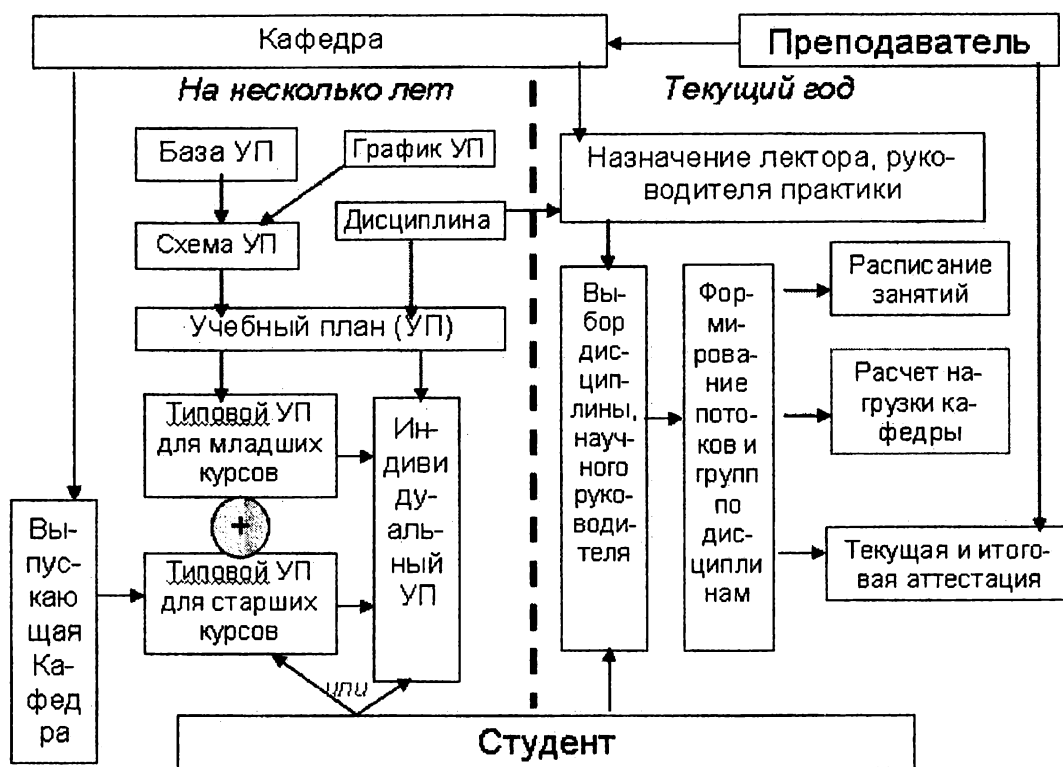 Кафедра
Преподаватель
На несколько лет
Текущий год
База УП
График УП
Назначение лектора, руко-
водителя практики
Дисциплина
Схема УП
Учебный план (УП)
Типовой УП
для младших
курсов
+
Типовой УП
для старших
курсов
Ин-
диви
ду-
аль-
ный
УП
Вы-
пус-
каю
щая
Ка-
фед
ра
или
Вы-
бор
дис-
цип-
лины,
науч-
ного
руко-
води-
теля
Фор-
ми-
рова-
ние
пото-
ков и
групп
по
дис-
ципли
нам
Расписание
занятий
Расчет на-
грузки ка-
федры
Текущая и итого-
вая аттестация
Студент